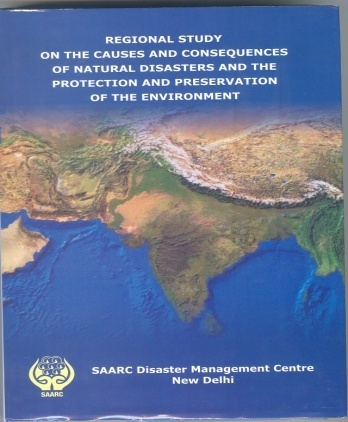 REGIONAL STUDY
ON THE CAUSES AND CONSEQUENCES
OF NATURAL DISASTERS AND THE
PROTECTION AND PRESERVATION
OF THE ENVIRONMENT
SAARC
SAARC Disaster Management Centre
New Delhi